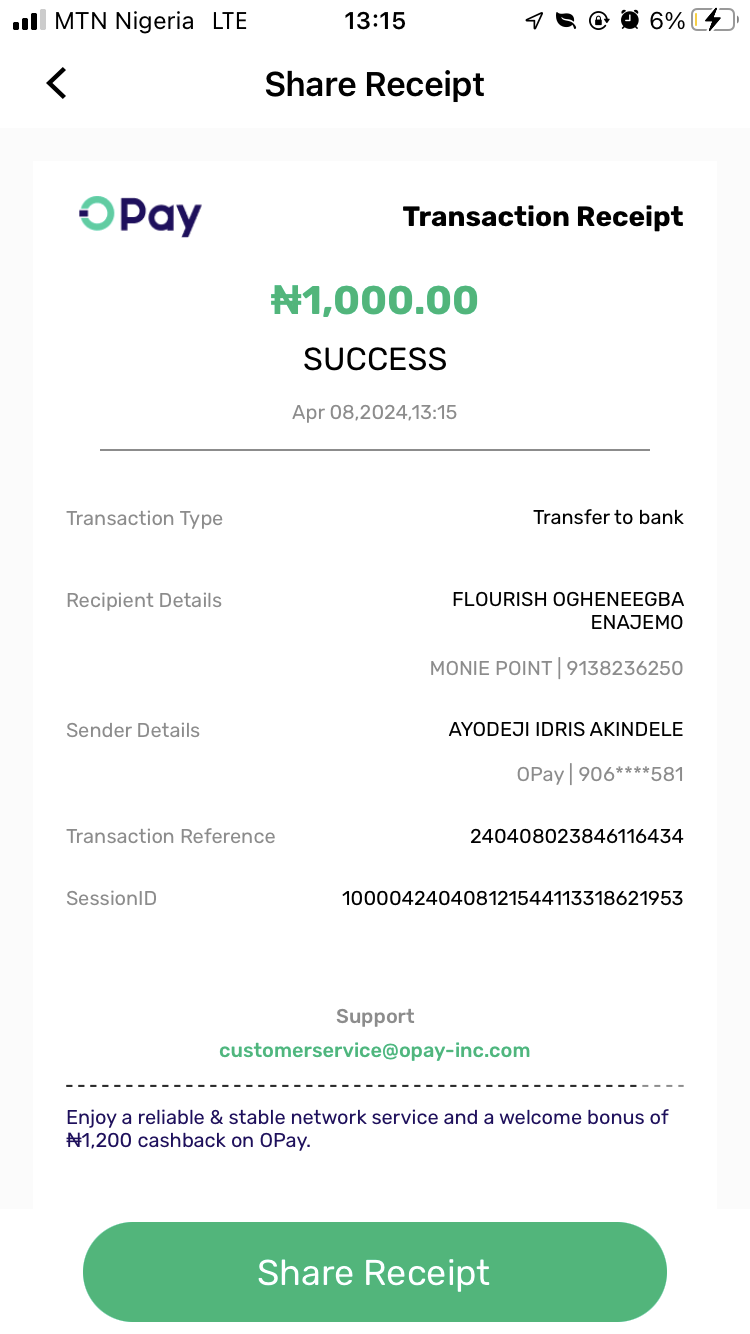 MTN Nigeria LTE 13:15 6%
Share Receipt
OPay Transaction Receipt
₦1,000.00
SUCCESS
Apr 08,2024,13:15
Transaction Type Transfer to bank
Recipient Details FLOURISH OGHENEEGBA
ENAJEMO
MONIE POINT | 9138236250
Sender Details AYODEJI IDRIS AKINDELE
OPay | 906****581
Transaction Reference 240408023846116434
SessionID 100004240408121544113318621953
Support
customerservice@opay-inc.com
Enjoy a reliable & stable network service and a welcome bonus of
₦1,200 cashback on OPay.
Share Receipt